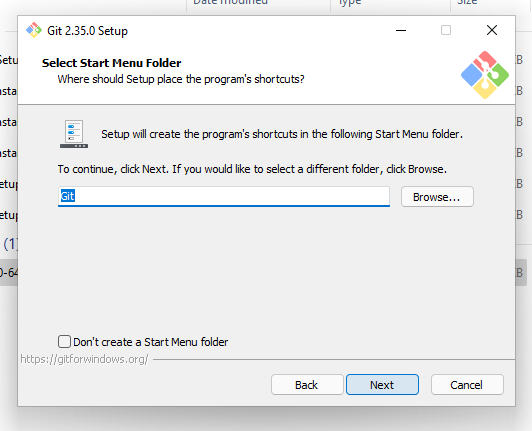 Date modified Type Size
Git 2.35.0 Setup
Select Start Menu Folder
Where should Setup place the program's shortcuts?
Setup will create the program's shortcuts in the following Start Menu folder.
To continue, click Next. If you would like to select a different folder, click Browse.
Git
Browse...
(1)
Don't create a Start Menu folder
https://gitforwindows.org/
Back Next Cancel